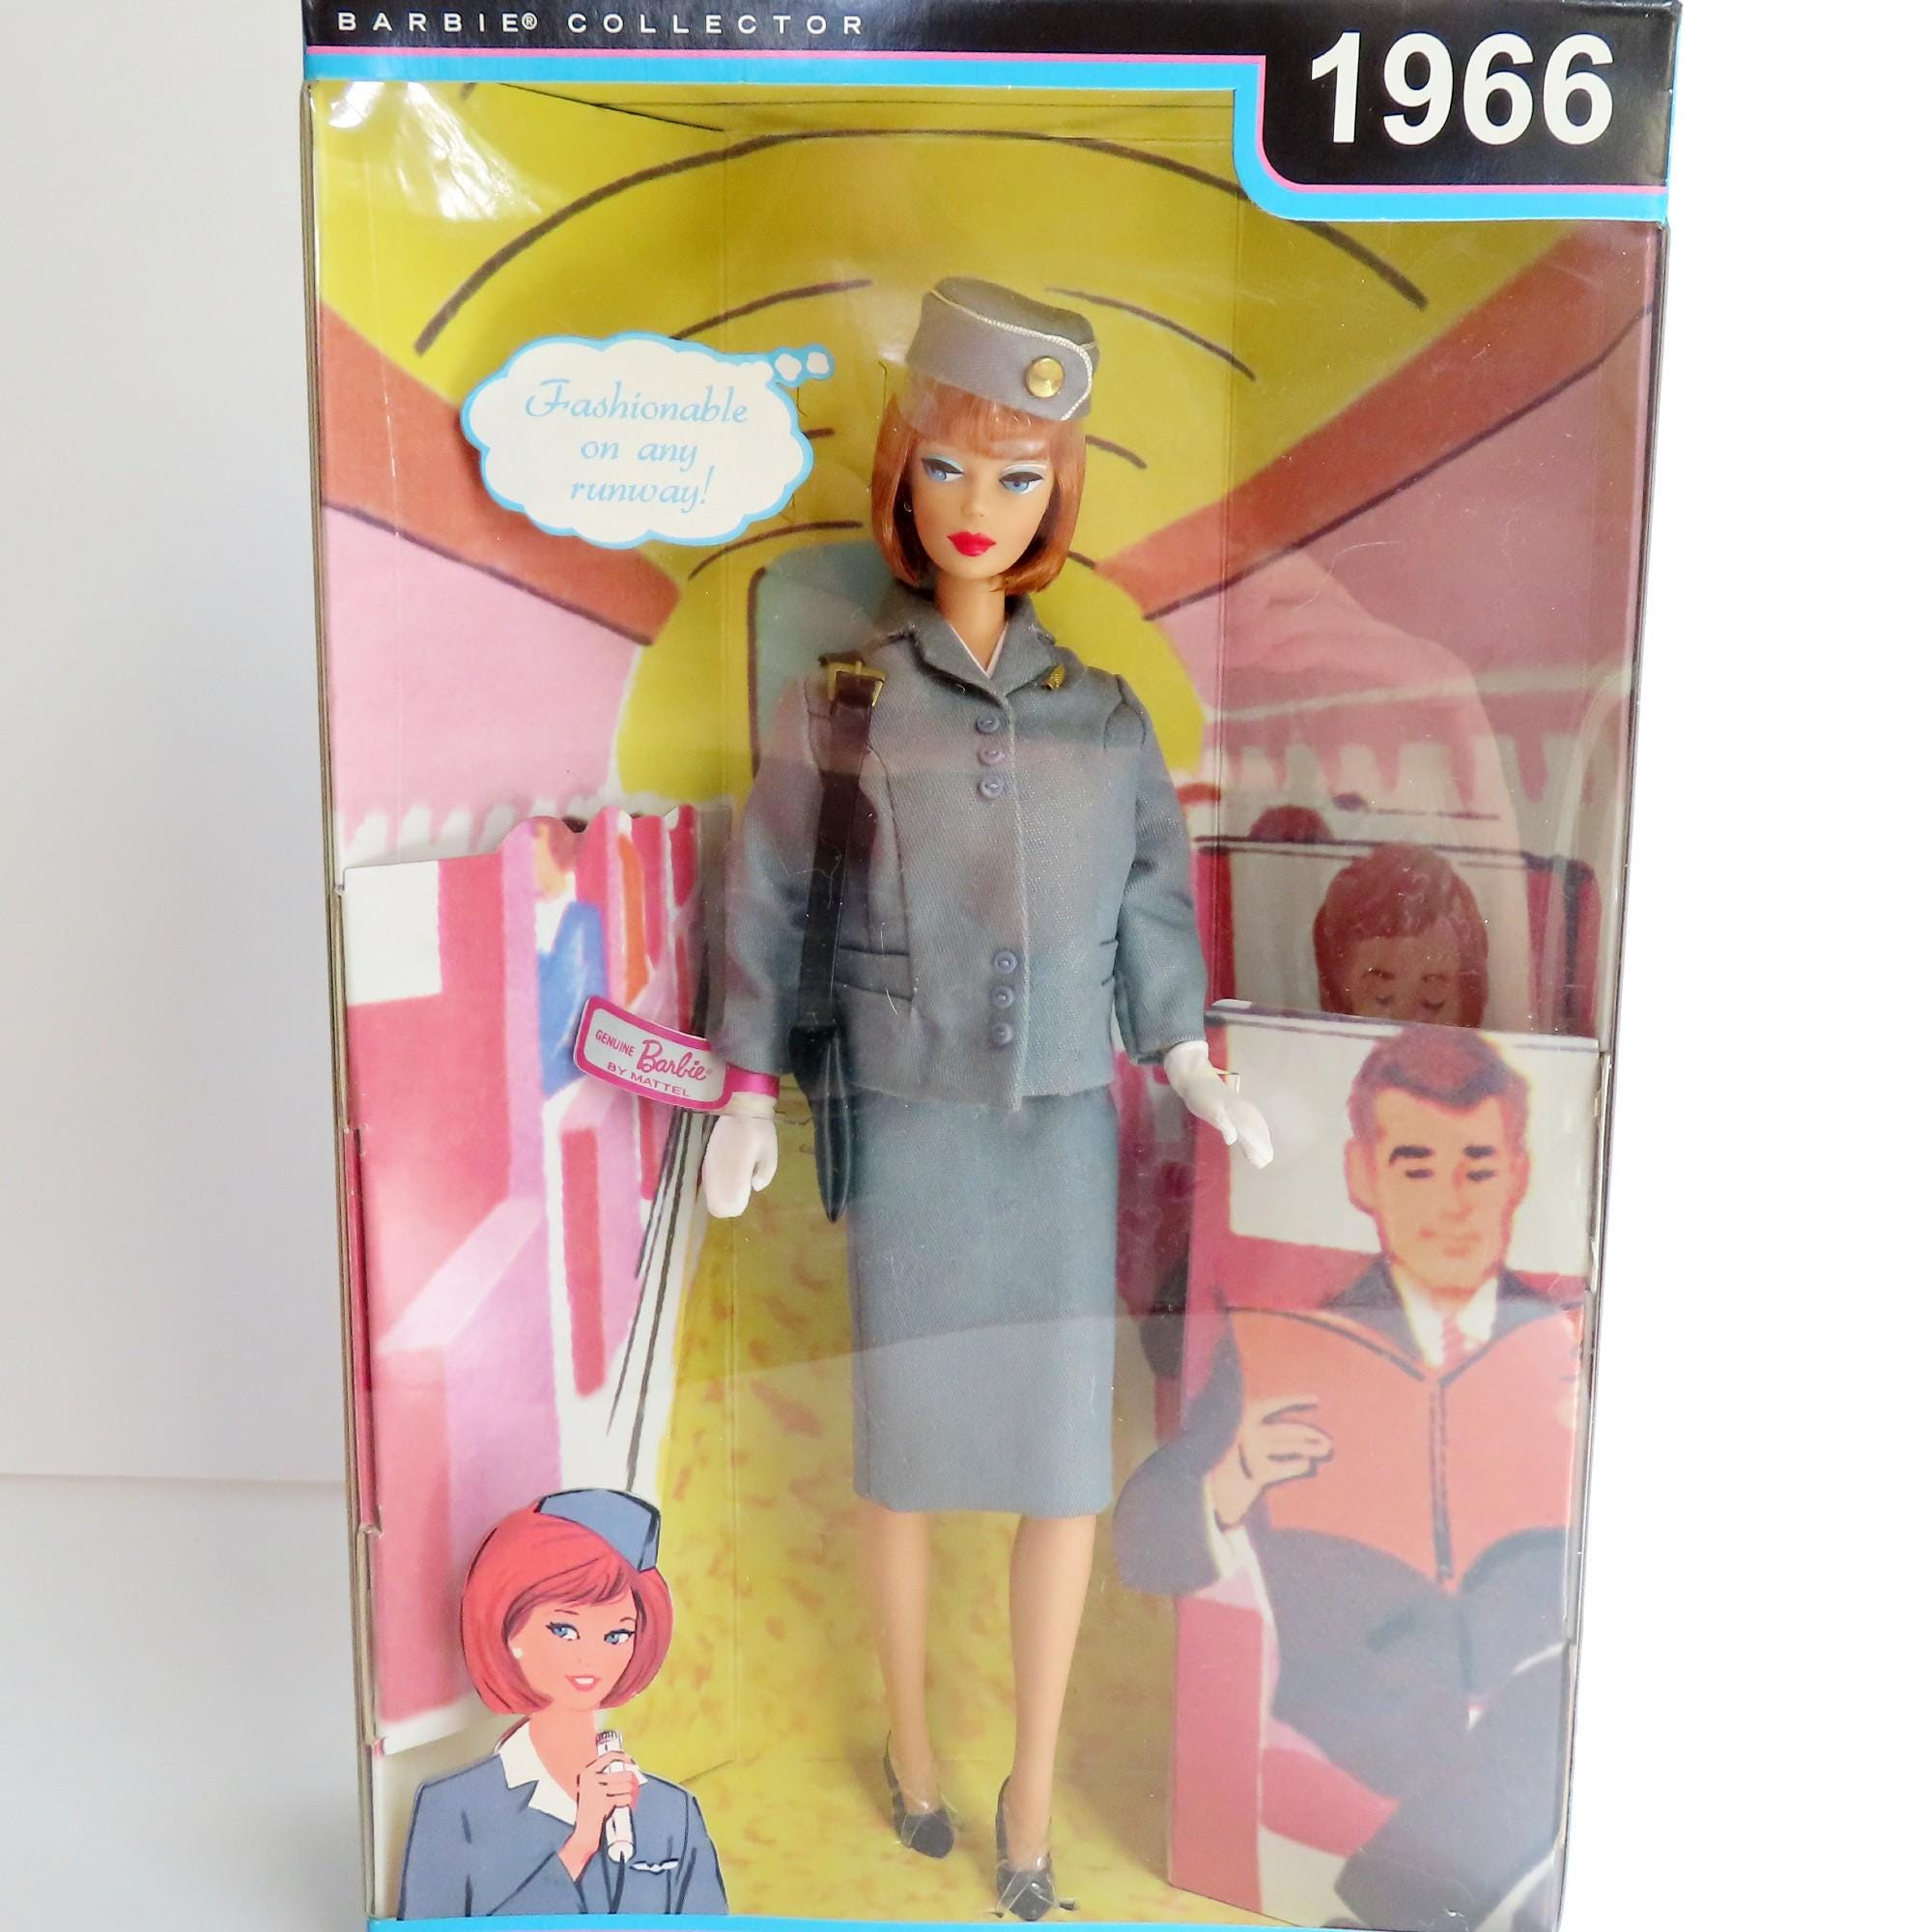 BARBIE® COLLECTOR
1966
Fashionable
on any
runway!
GENUINE Barbie®
BY MATTEL